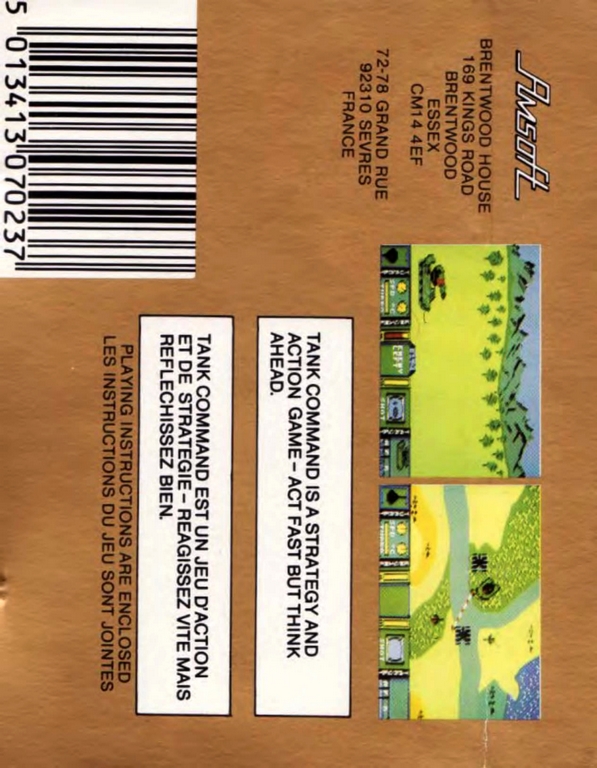 Amsoft
BRENTWOOD HOUSE
169 KINGS ROAD
BRENTWOOD
ESSEX
CM14 4EF
72-78 GRAND RUE
92310 SEVRES
FRANCE
TANK COMMAND IS A STRATEGY AND
ACTION GAME – ACT FAST BUT THINK
AHEAD.
TANK COMMAND EST UN JEU D'ACTION
ET DE STRATEGIE – REAGISSEZ VITE MAIS
REFLECHISSEZ BIEN.
PLAYING INSTRUCTIONS ARE ENCLOSED
LES INSTRUCTIONS DU JEU SONT JOINTES
5 013413 070237